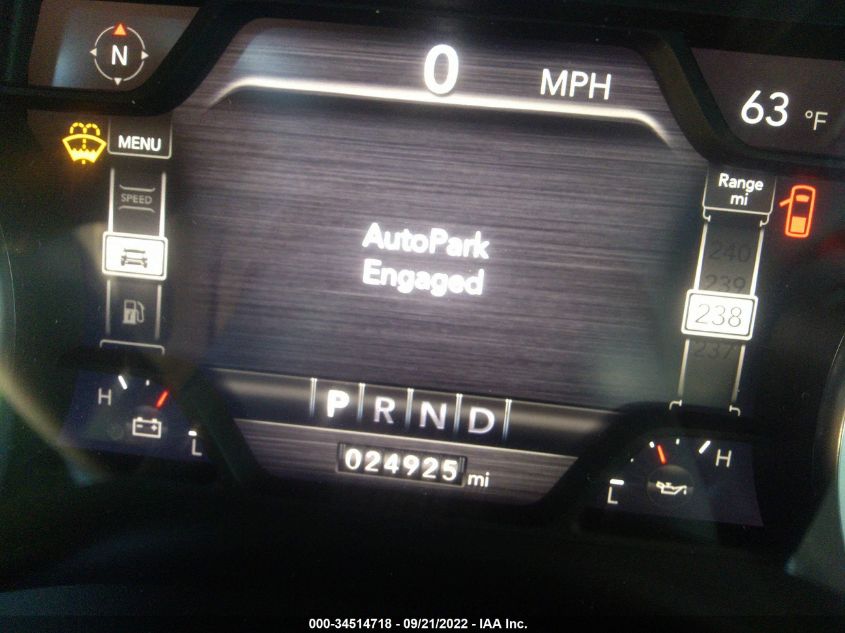 N
0 MPH
63 °F
MENU
SPEED
Range
mi
240
239
238
237
AutoPark
Engaged
H
L
P R N D
024925 mi
L
H
000-34514718 - 09/21/2022 - IAA Inc.